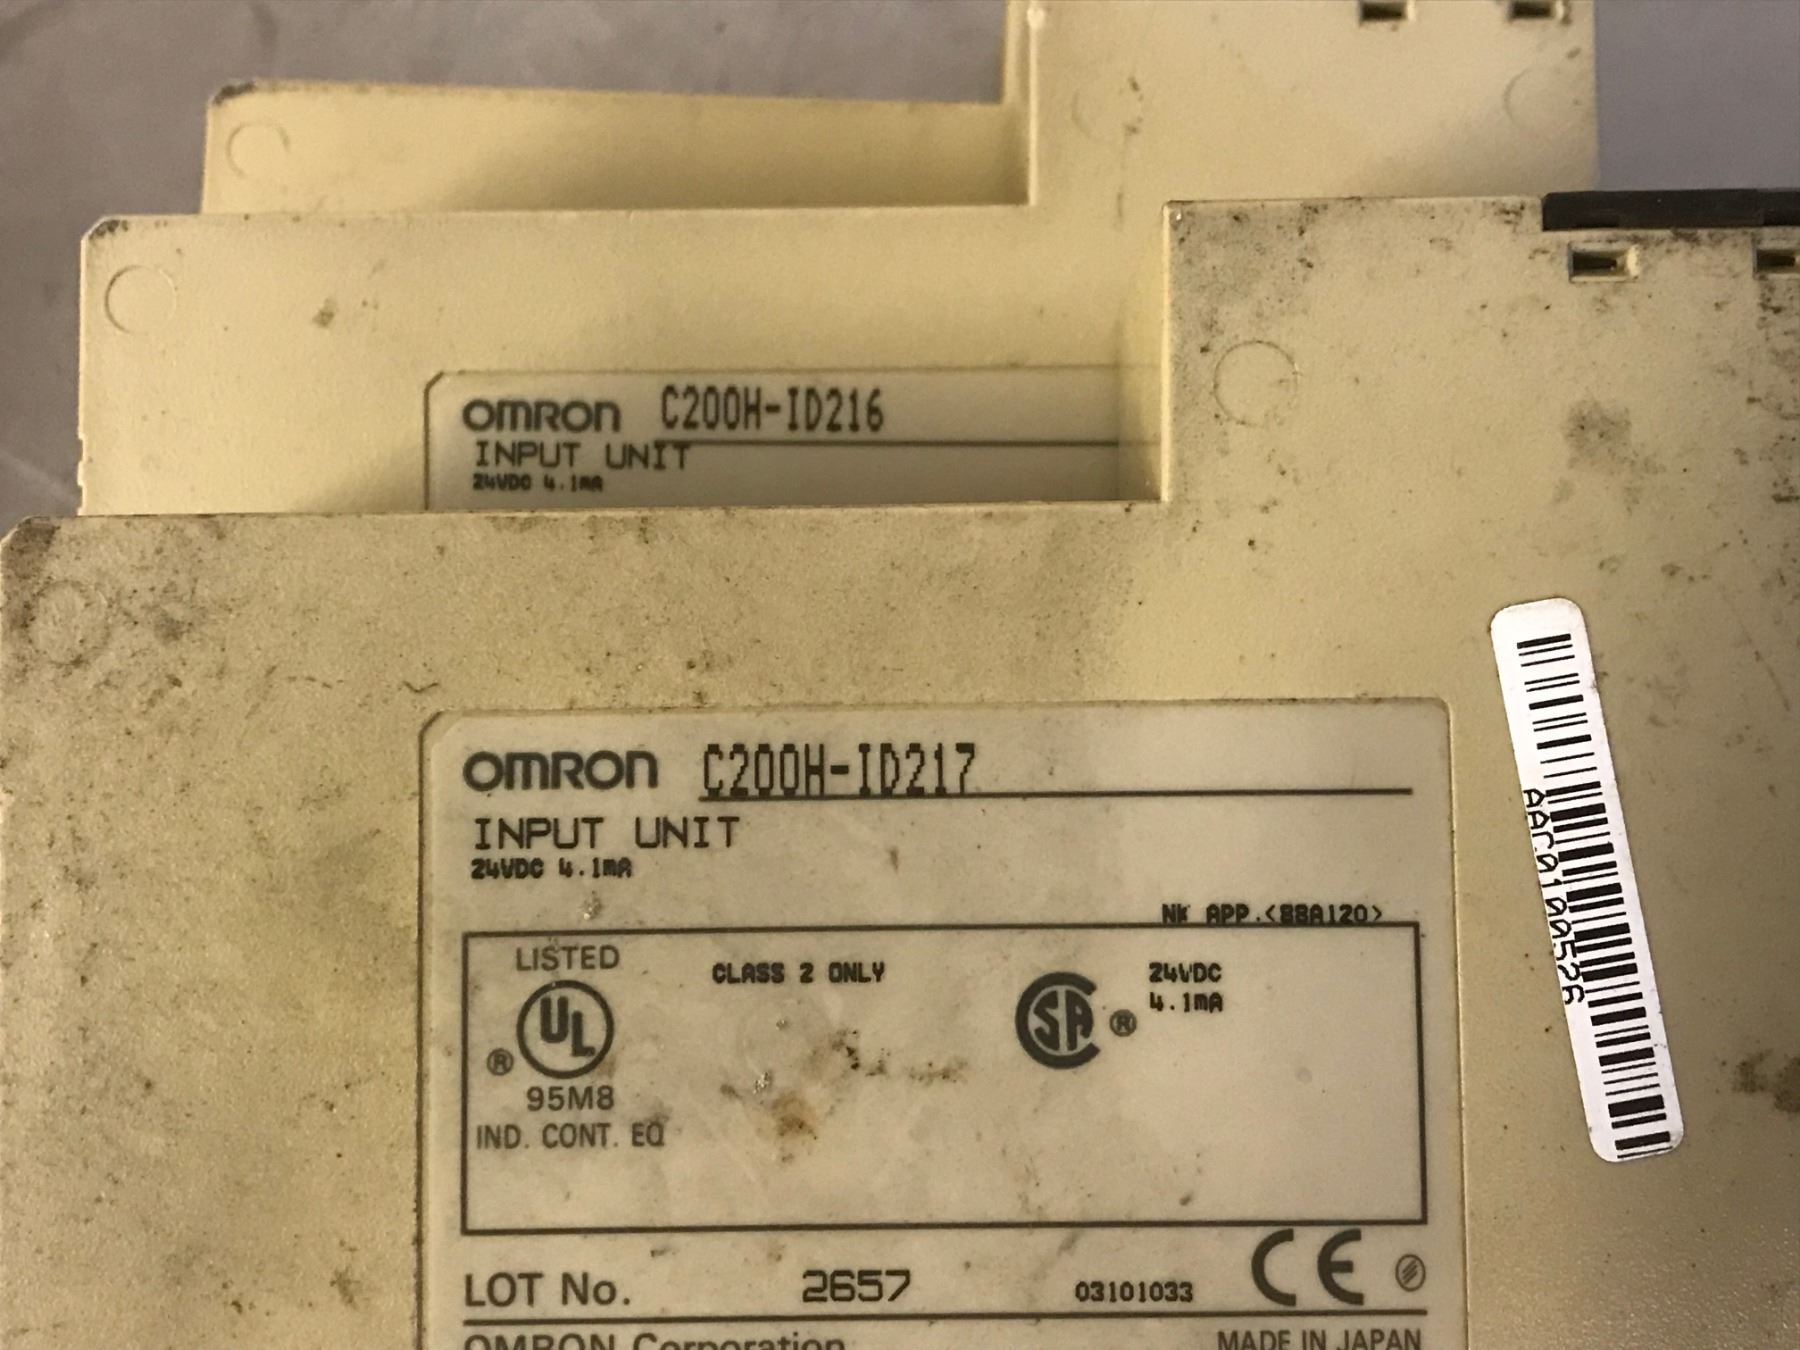 OMRON C200H-ID216
INPUT UNIT
24VDC 4.1mA
OMRON C200H-ID217
INPUT UNIT
24VDC 4.1mA
NK APP.<88A120>
LISTED
UL
®
95M8
IND. CONT. EQ
CLASS 2 ONLY
SA ®
24VDC
4.1mA
LOT No. 2657 03101033 CE
OMRON Corporation MADE IN JAPAN